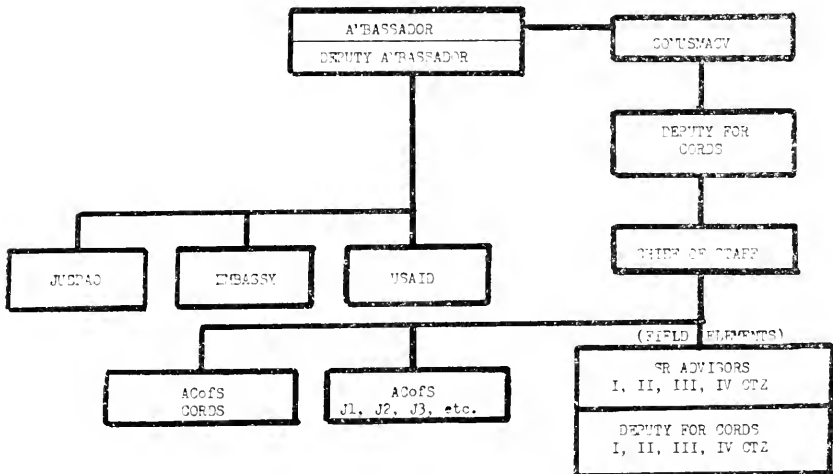 AMBASSADOR
DEPUTY AMBASSADOR
COMUSMACV
DEPUTY FOR
CORDS
CHIEF OF STAFF
JUSPAO
EMBASSY
USAID
(FIELD ELEMENTS)
ACofS
CORDS
ACofS
J1, J2, J3, etc.
SR ADVISORS
I, II, III, IV CTZ
DEPUTY FOR CORDS
I, II, III, IV CTZ